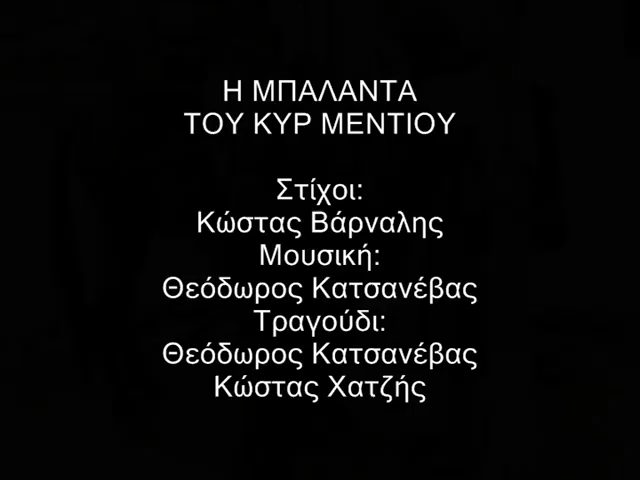 Η ΜΠΑΛΑΝΤΑ
ΤΟΥ ΚΥΡ ΜΕΝΤΙΟΥ
Στίχοι:
Κώστας Βάρναλης
Μουσική:
Θεόδωρος Κατσανέβας
Τραγούδι:
Θεόδωρος Κατσανέβας
Κώστας Χατζής